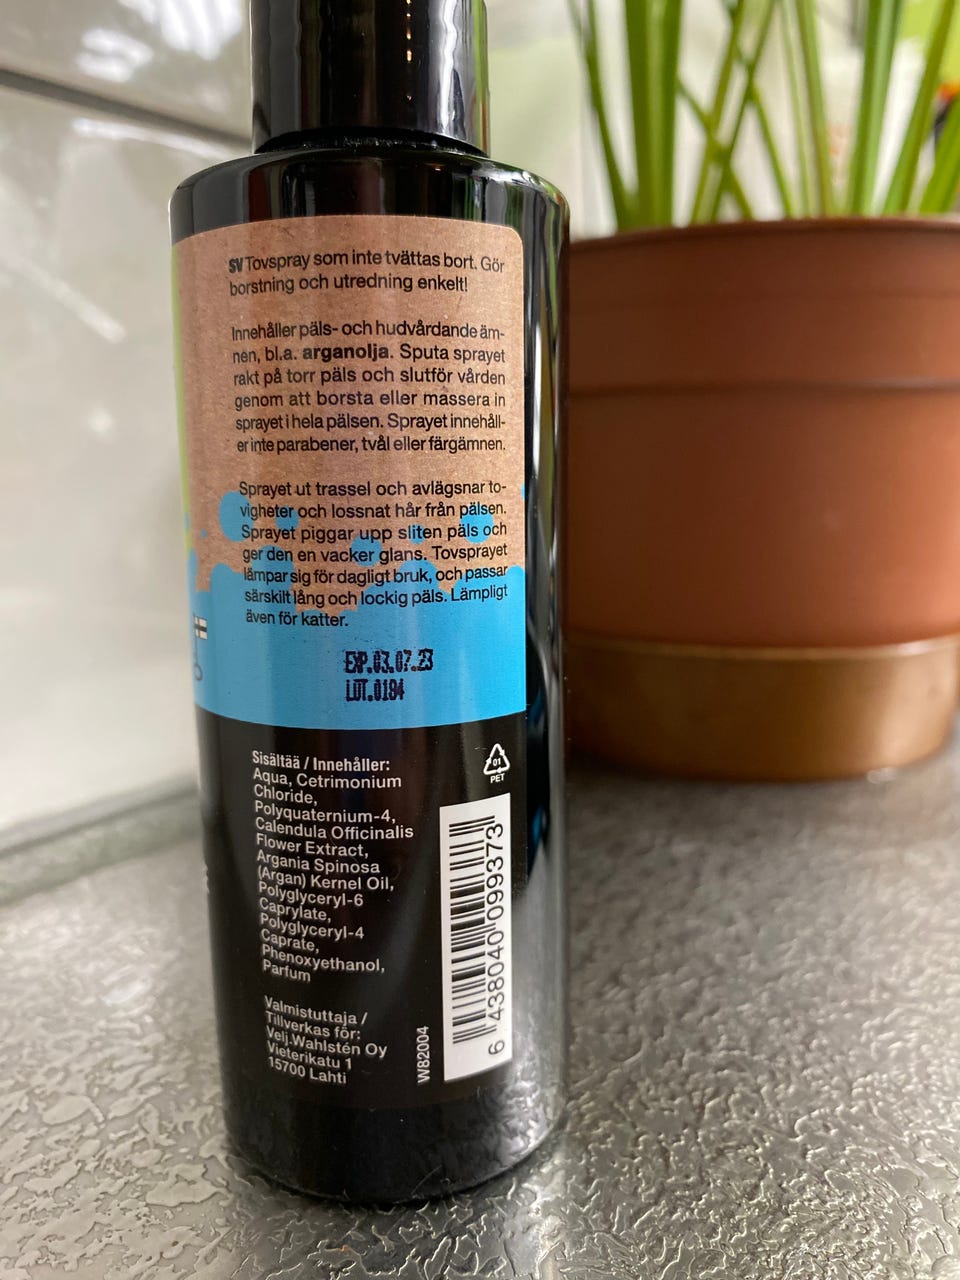 SV Tovspray som inte tvättas bort. Gör
borstning och utredning enkelt!
Innehåller päls- och hudvårdande äm-
nen, bl.a. arganolja. Sputa sprayet
rakt på torr päls och slutför vården
genom att borsta eller massera in
sprayet i hela pälsen. Sprayet innehåll-
er inte parabener, tvål eller färgämnen.
Sprayet ut trassel och avlägsnar to-
vigheter och lossnat hår från pälsen.
Sprayet piggar upp sliten päls och
ger den en vacker glans. Tovsprayet
lämpar sig för dagligt bruk, och passar
särskilt lång och lockig päls. Lämpligt
även för katter.
EXP.03.07.23
LOT.0184
Sisältää / Innehåller:
Aqua, Cetrimonium
Chloride,
Polyquaternium-4,
Calendula Officinalis
Flower Extract,
Argania Spinosa
(Argan) Kernel Oil,
Polyglyceryl-6
Caprylate,
Polyglyceryl-4
Caprate,
Phenoxyethanol,
Parfum
Valmistuttaja /
Tillverkas för:
Velj.Wahlstén Oy
Vieterikatu 1
15700 Lahti
W82004
01
PET
6 438040 099373